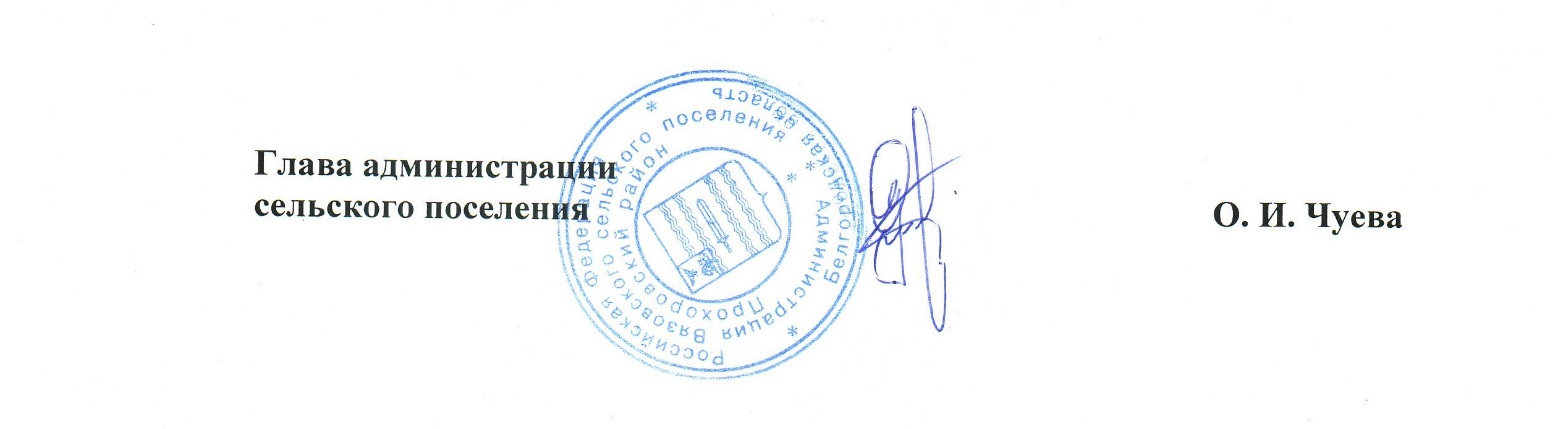 Глава администрации
сельского поселения
О. И. Чуева
Российская Федерация * Белгородская область *
Администрация Вязовского сельского поселения *
Прохоровский район *